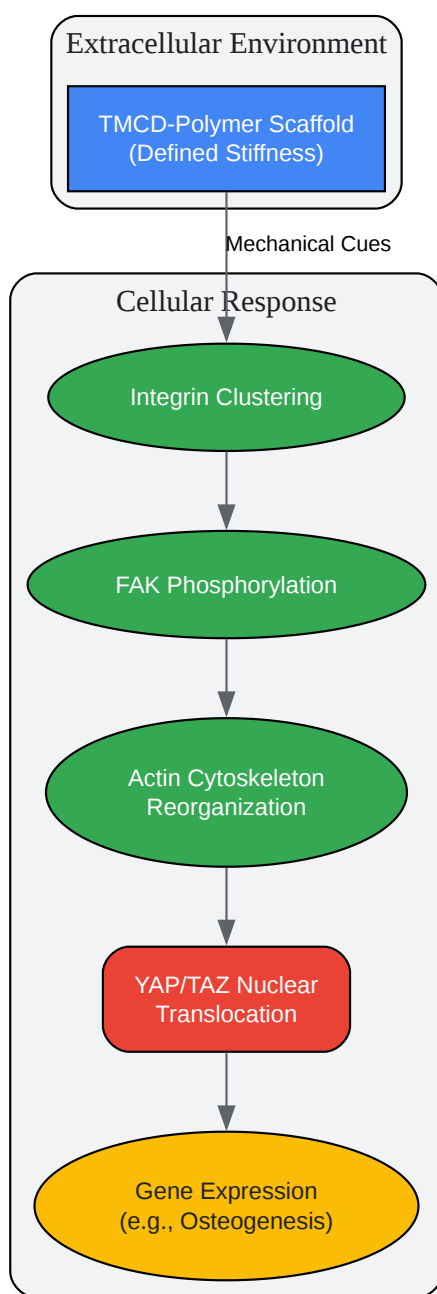 Extracellular Environment
TMCD-Polymer Scaffold
(Defined Stiffness)
Mechanical Cues
Cellular Response
Integrin Clustering
FAK Phosphorylation
Actin Cytoskeleton
Reorganization
YAP/TAZ Nuclear
Translocation
Gene Expression
(e.g., Osteogenesis)